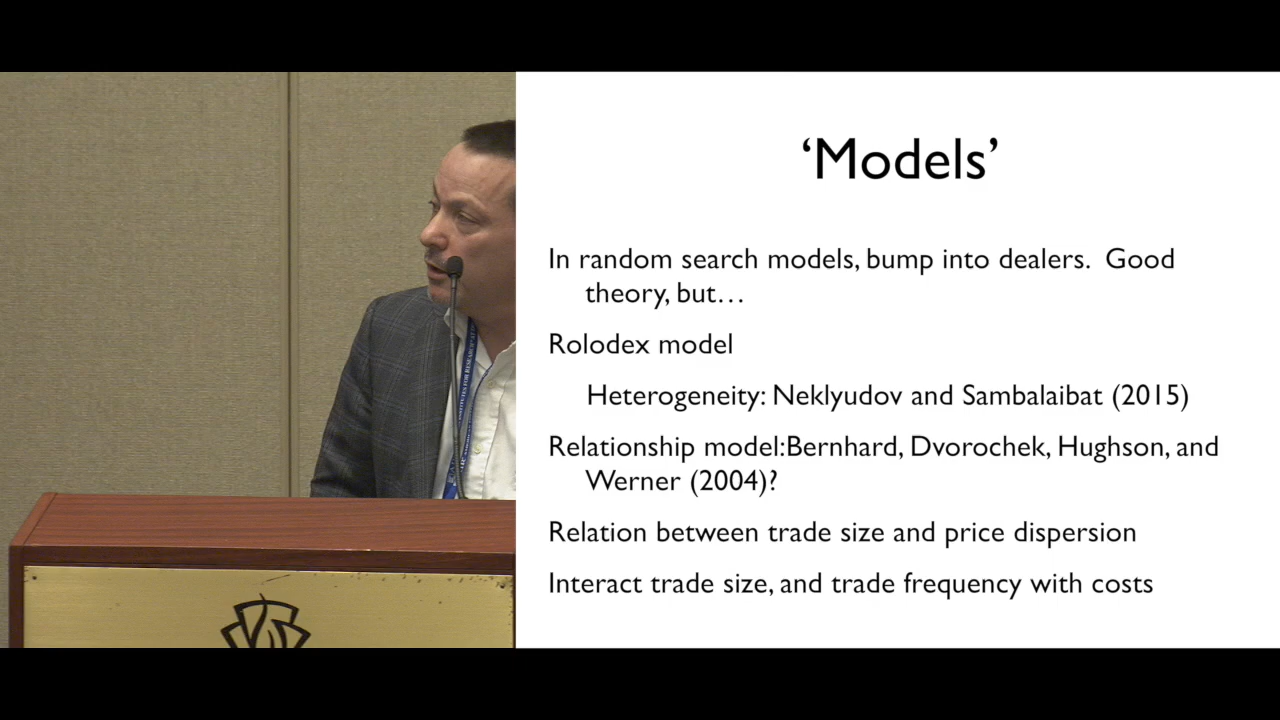 ‘Models’
In random search models, bump into dealers.  Good
theory, but…
Rolodex model
Heterogeneity: Neklyudov and Sambalaibat (2015)
Relationship model:Bernhard, Dvorochek, Hughson, and
Werner (2004)?
Relation between trade size and price dispersion
Interact trade size, and trade frequency with costs